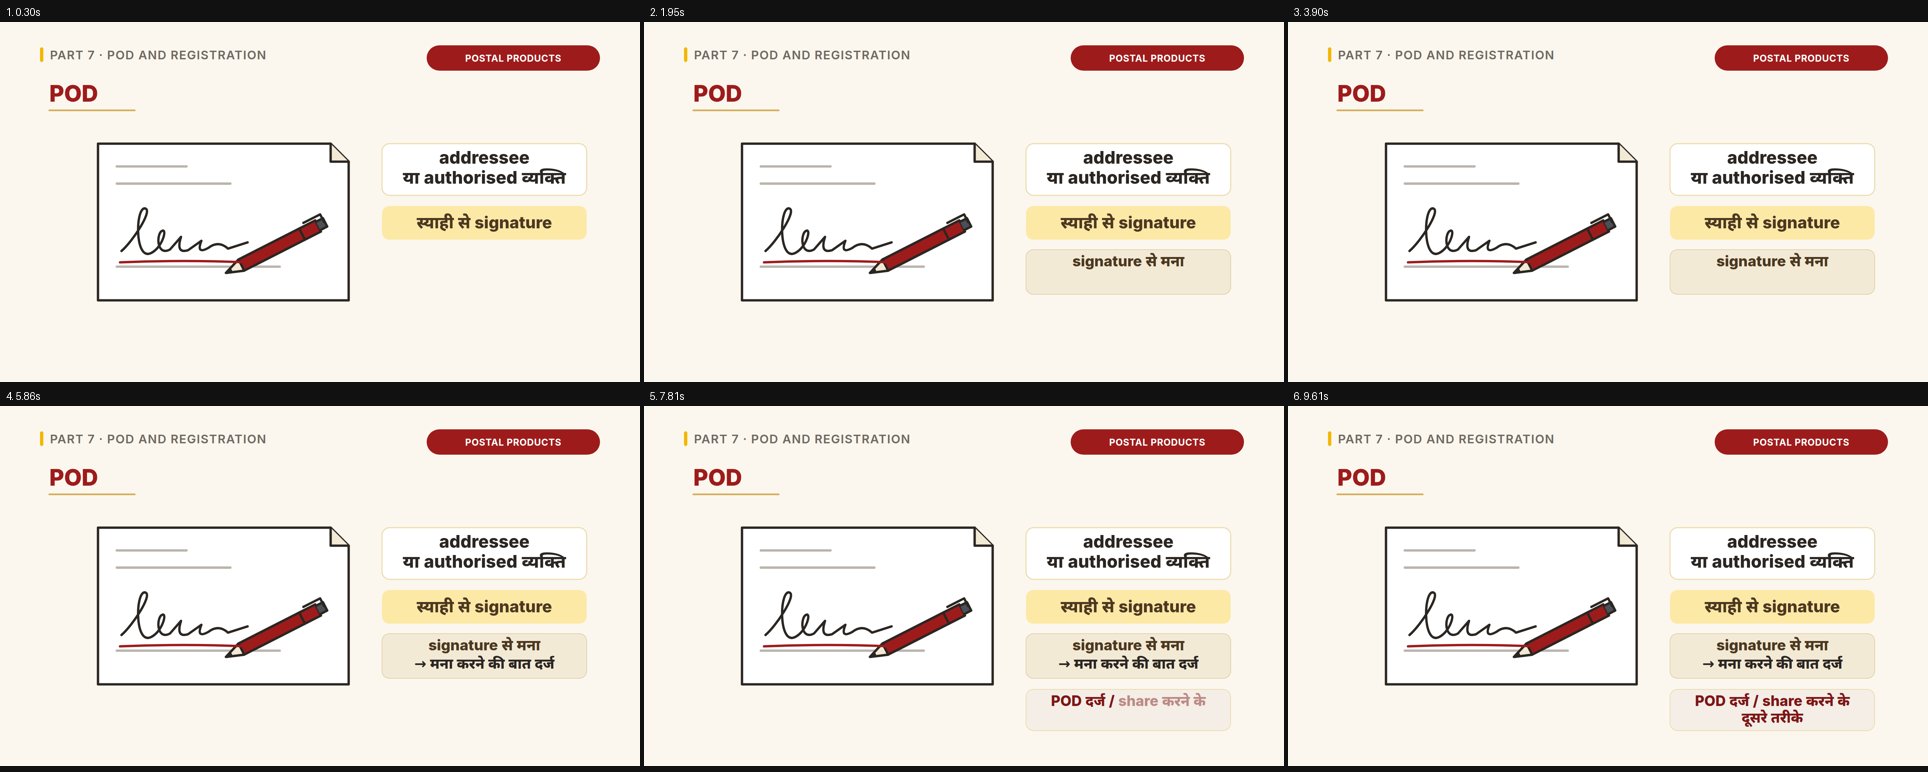 1. 0.30s
PART 7 · POD AND REGISTRATION
POSTAL PRODUCTS
POD
addressee
या authorised व्यक्ति
स्याही से signature
2. 1.95s
PART 7 · POD AND REGISTRATION
POSTAL PRODUCTS
POD
addressee
या authorised व्यक्ति
स्याही से signature
signature से मना
3. 3.90s
PART 7 · POD AND REGISTRATION
POSTAL PRODUCTS
POD
addressee
या authorised व्यक्ति
स्याही से signature
signature से मना
4. 5.86s
PART 7 · POD AND REGISTRATION
POSTAL PRODUCTS
POD
addressee
या authorised व्यक्ति
स्याही से signature
signature से मना
→ मना करने की बात दर्ज
5. 7.81s
PART 7 · POD AND REGISTRATION
POSTAL PRODUCTS
POD
addressee
या authorised व्यक्ति
स्याही से signature
signature से मना
→ मना करने की बात दर्ज
POD दर्ज / share करने के
6. 9.61s
PART 7 · POD AND REGISTRATION
POSTAL PRODUCTS
POD
addressee
या authorised व्यक्ति
स्याही से signature
signature से मना
→ मना करने की बात दर्ज
POD दर्ज / share करने के
दूसरे तरीके